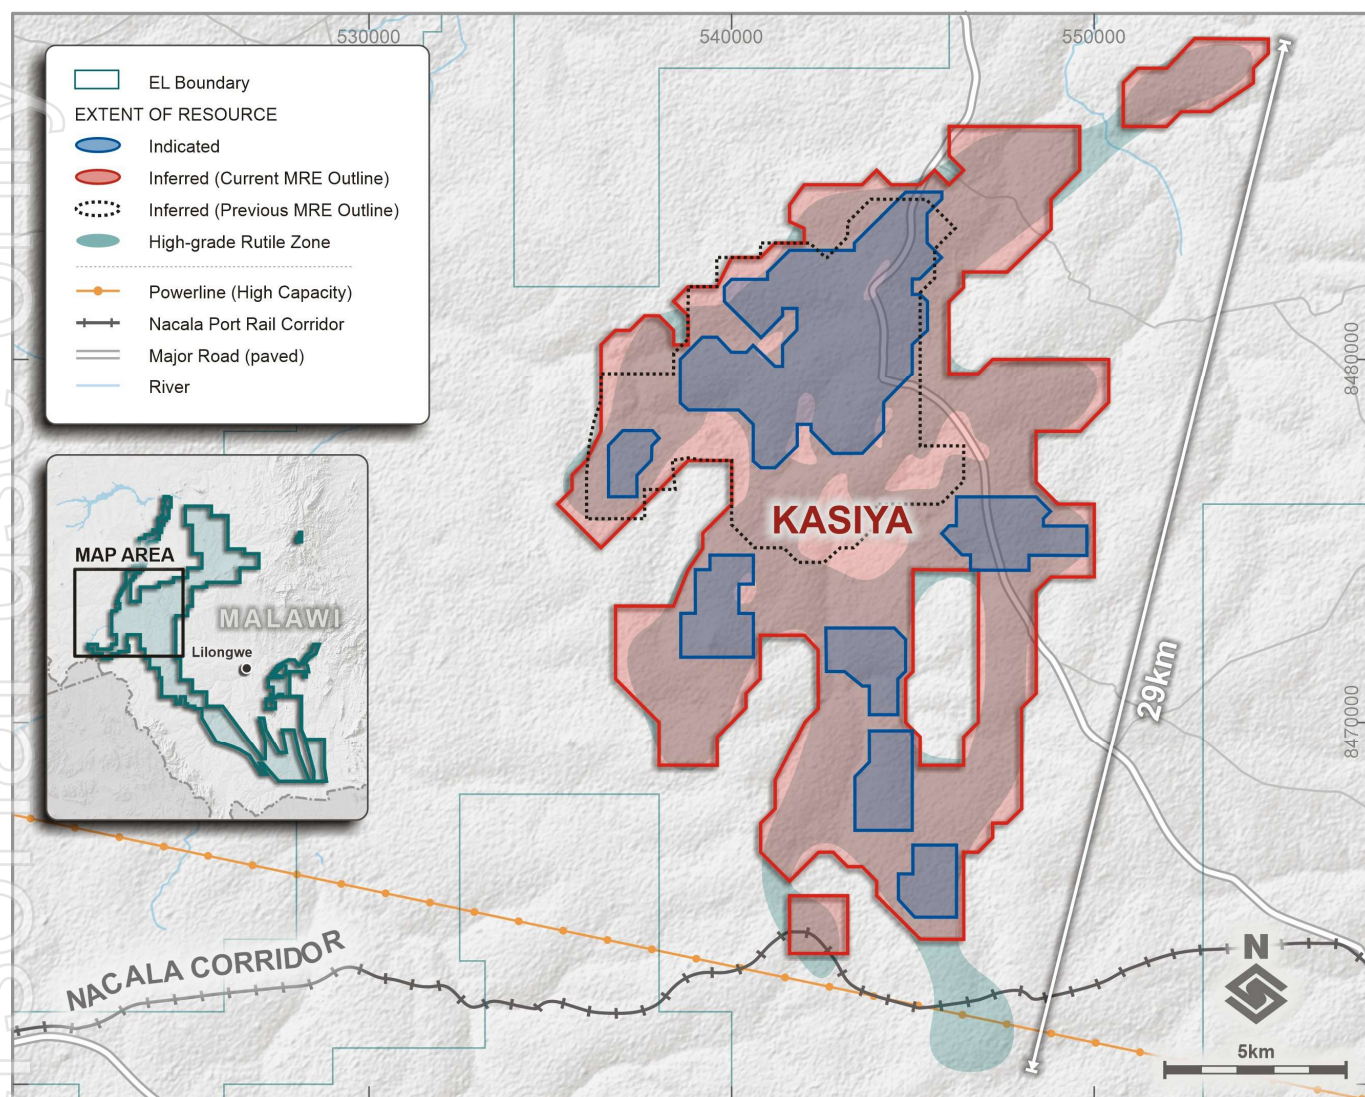 530000
540000
550000
EL Boundary
EXTENT OF RESOURCE
Indicated
Inferred (Current MRE Outline)
Inferred (Previous MRE Outline)
High-grade Rutile Zone
Powerline (High Capacity)
Nacala Port Rail Corridor
Major Road (paved)
River
8480000
MAP AREA
MALAWI
Lilongwe
KASIYA
29km
8470000
NACALA CORRIDOR
N
5km